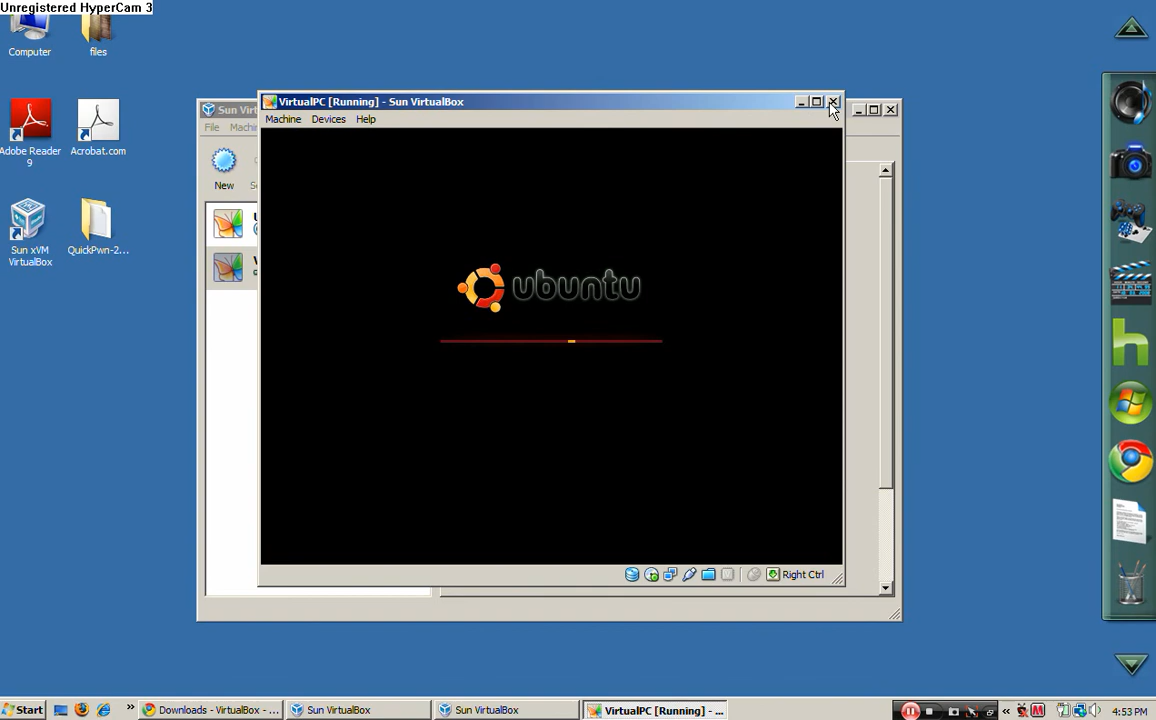 Unregistered HyperCam 3
Computer
files
Adobe Reader
9
Acrobat.com
Sun xVM
VirtualBox
QuickPwn-2...
File
New
VirtualPC [Running] - Sun VirtualBox
Machine Devices Help
ubuntu
Right Ctrl
h
Start
»
Downloads - VirtualBox - ...
Sun VirtualBox
Sun VirtualBox
VirtualPC [Running] - ...
«
4:53 PM